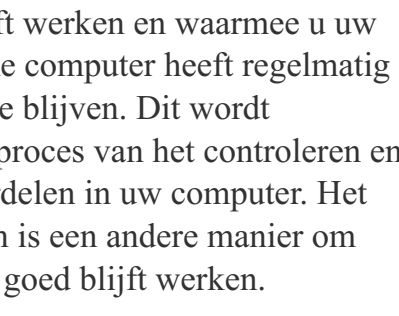 ft werken en waarmee u uw
e computer heeft regelmatig
e blijven. Dit wordt
proces van het controleren en
rdelen in uw computer. Het
n is een andere manier om
goed blijft werken.